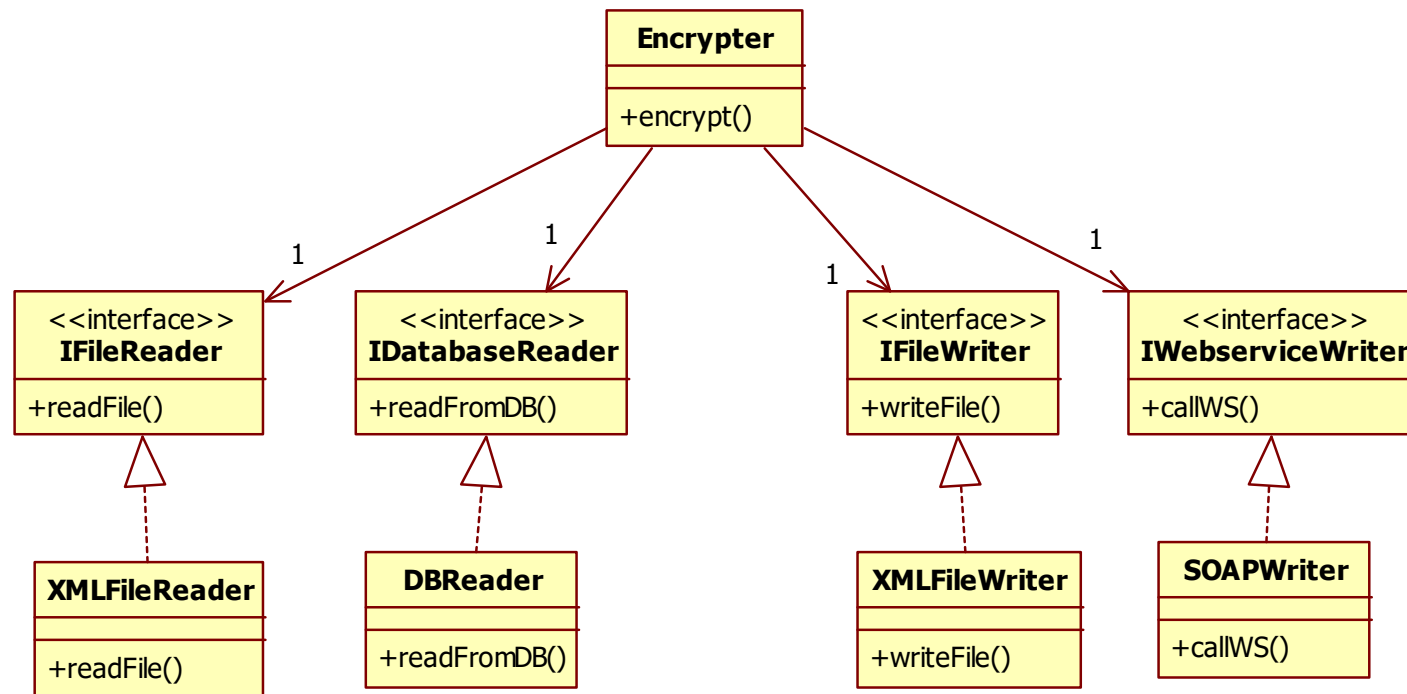 Encrypter
+encrypt()
1
1
1
1
<<interface>>
IFileReader
+readFile()
<<interface>>
IDatabaseReader
+readFromDB()
<<interface>>
IFileWriter
+writeFile()
<<interface>>
IWebserviceWriter
+callWS()
XMLFileReader
+readFile()
DBReader
+readFromDB()
XMLFileWriter
+writeFile()
SOAPWriter
+callWS()